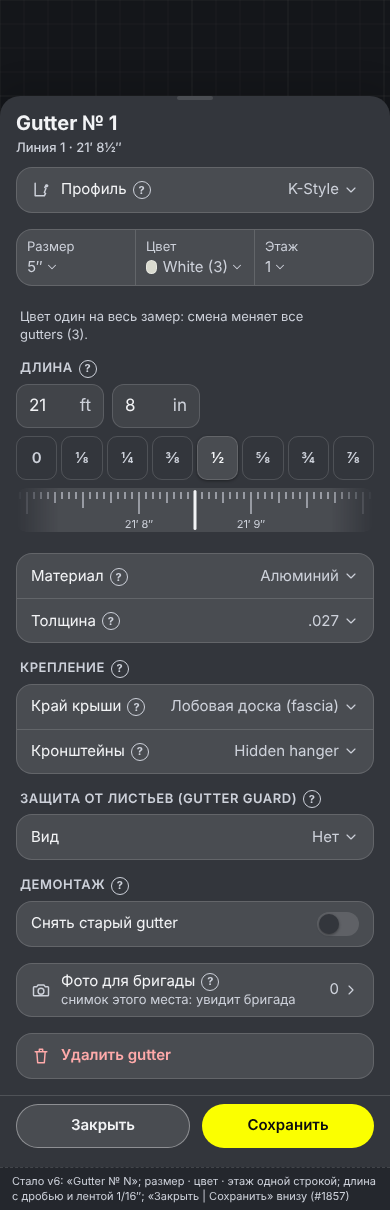 Gutter № 1
Линия 1 · 21′ 8½″
Профиль ? K-Style
Размер Цвет Этаж
5″ White (3) 1
Цвет один на весь замер: смена меняет все
gutters (3).
ДЛИНА ?
21 ft 8 in
0 ⅛ ¼ ⅜ ½ ⅝ ¾ ⅞
21′ 8″ 21′ 9″
Материал ? Алюминий
Толщина ? .027
КРЕПЛЕНИЕ ?
Край крыши ? Лобовая доска (fascia)
Кронштейны ? Hidden hanger
ЗАЩИТА ОТ ЛИСТЬЕВ (GUTTER GUARD) ?
Вид Нет
ДЕМОНТАЖ ?
Снять старый gutter
Фото для бригады ? 0
снимок этого места: увидит бригада
Удалить gutter
Закрыть Сохранить
Стало v6: «Gutter № N»; размер · цвет · этаж одной строкой; длина
с дробью и лентой 1/16″; «Закрыть | Сохранить» внизу (#1857)